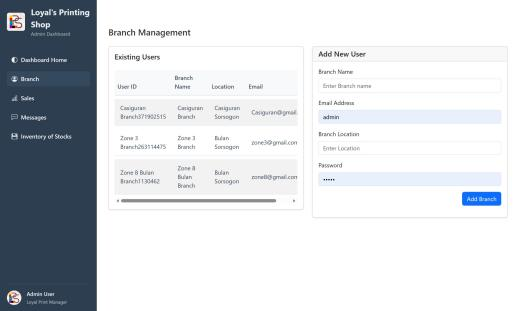 Loyal's Printing
Shop
Admin Dashboard
Dashboard Home
Branch
Sales
Messages
Inventory of Stocks
Admin User
Loyal Print Manager
Branch Management
Existing Users
User ID Branch Name Location Email
Casiguran Branch371902515 Casiguran Branch Casiguran Sorsogon Casiguran@gmail.
Zone 3 Branch263114475 Zone 3 Branch Bulan Sorsogon zone3@gmail.com
Zone 8 Bulan Branch1130462 Zone 8 Bulan Branch Bulan Sorsogon zone8@gmail.com
Add New User
Branch Name
Enter Branch name
Email Address
admin
Branch Location
Enter Location
Password
•••••
Add Branch